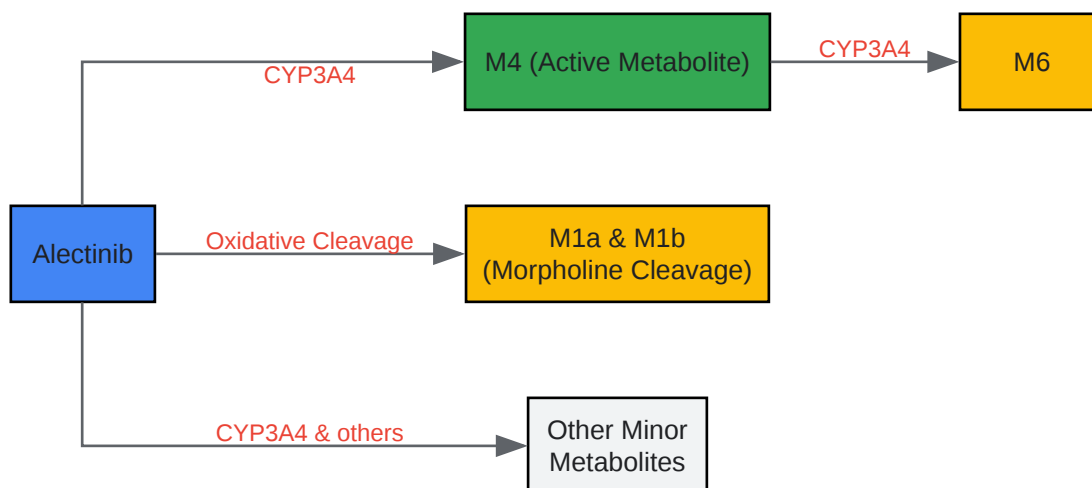 M4 (Active Metabolite)
CYP3A4
M6
CYP3A4
Alectinib
Oxidative Cleavage
M1a & M1b
(Morpholine Cleavage)
CYP3A4 & others
Other Minor
Metabolites